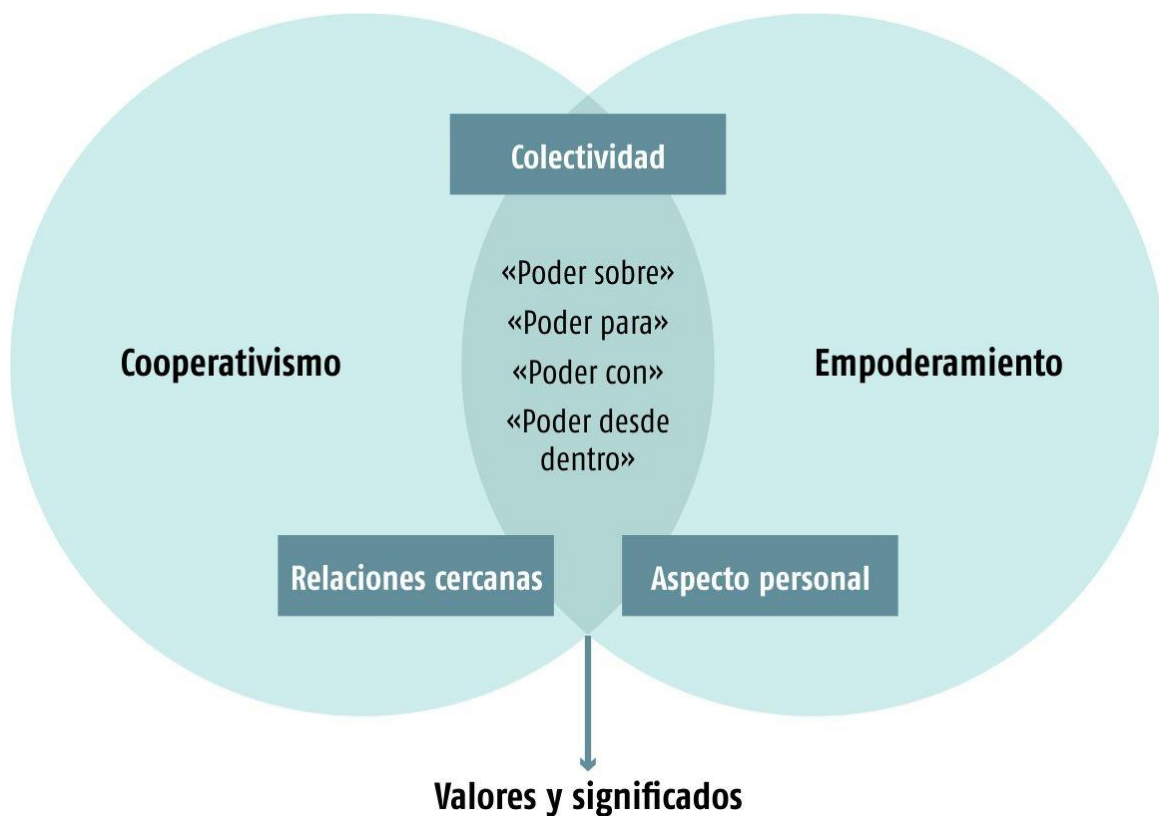 Colectividad
«Poder sobre»
«Poder para»
«Poder con»
«Poder desde
dentro»
Cooperativismo
Empoderamiento
Relaciones cercanas
Aspecto personal
Valores y significados